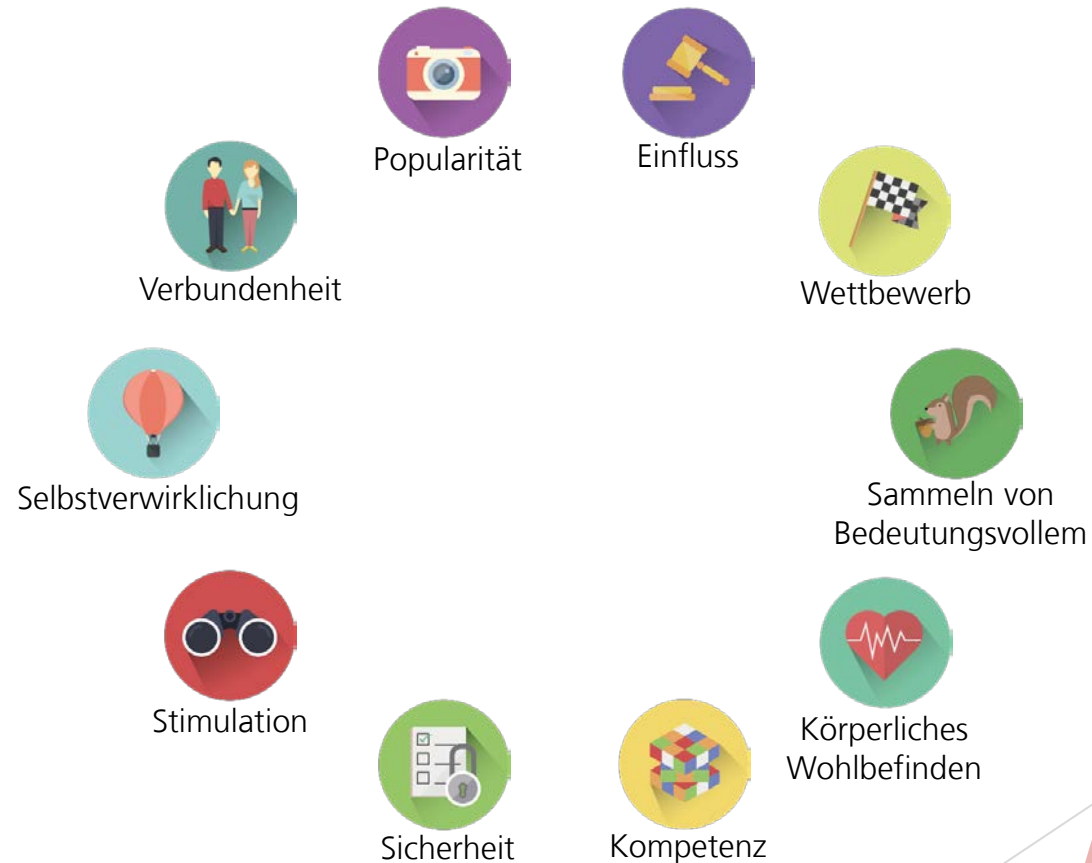 Popularität
Einfluss
Verbundenheit
Wettbewerb
Selbstverwirklichung
Sammeln von
Bedeutungsvollem
Stimulation
Körperliches
Wohlbefinden
Sicherheit
Kompetenz